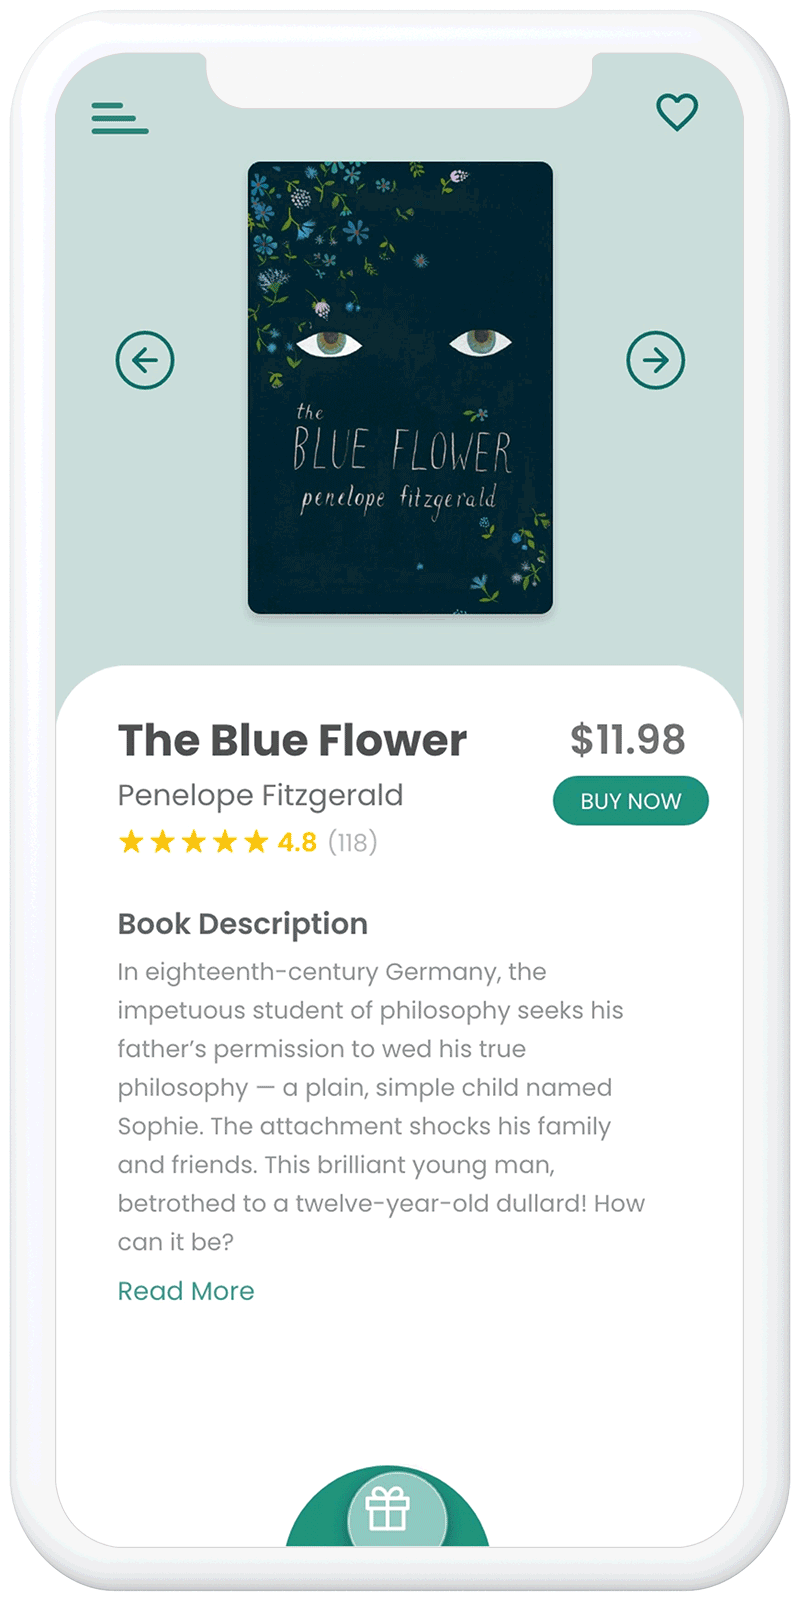 the
BLUE FLOWER
penelope fitzgerald
The Blue Flower
$11.98
Penelope Fitzgerald
BUY NOW
4.8 (118)
Book Description
In eighteenth-century Germany, the
impetuous student of philosophy seeks his
father’s permission to wed his true
philosophy — a plain, simple child named
Sophie. The attachment shocks his family
and friends. This brilliant young man,
betrothed to a twelve-year-old dullard! How
can it be?
Read More